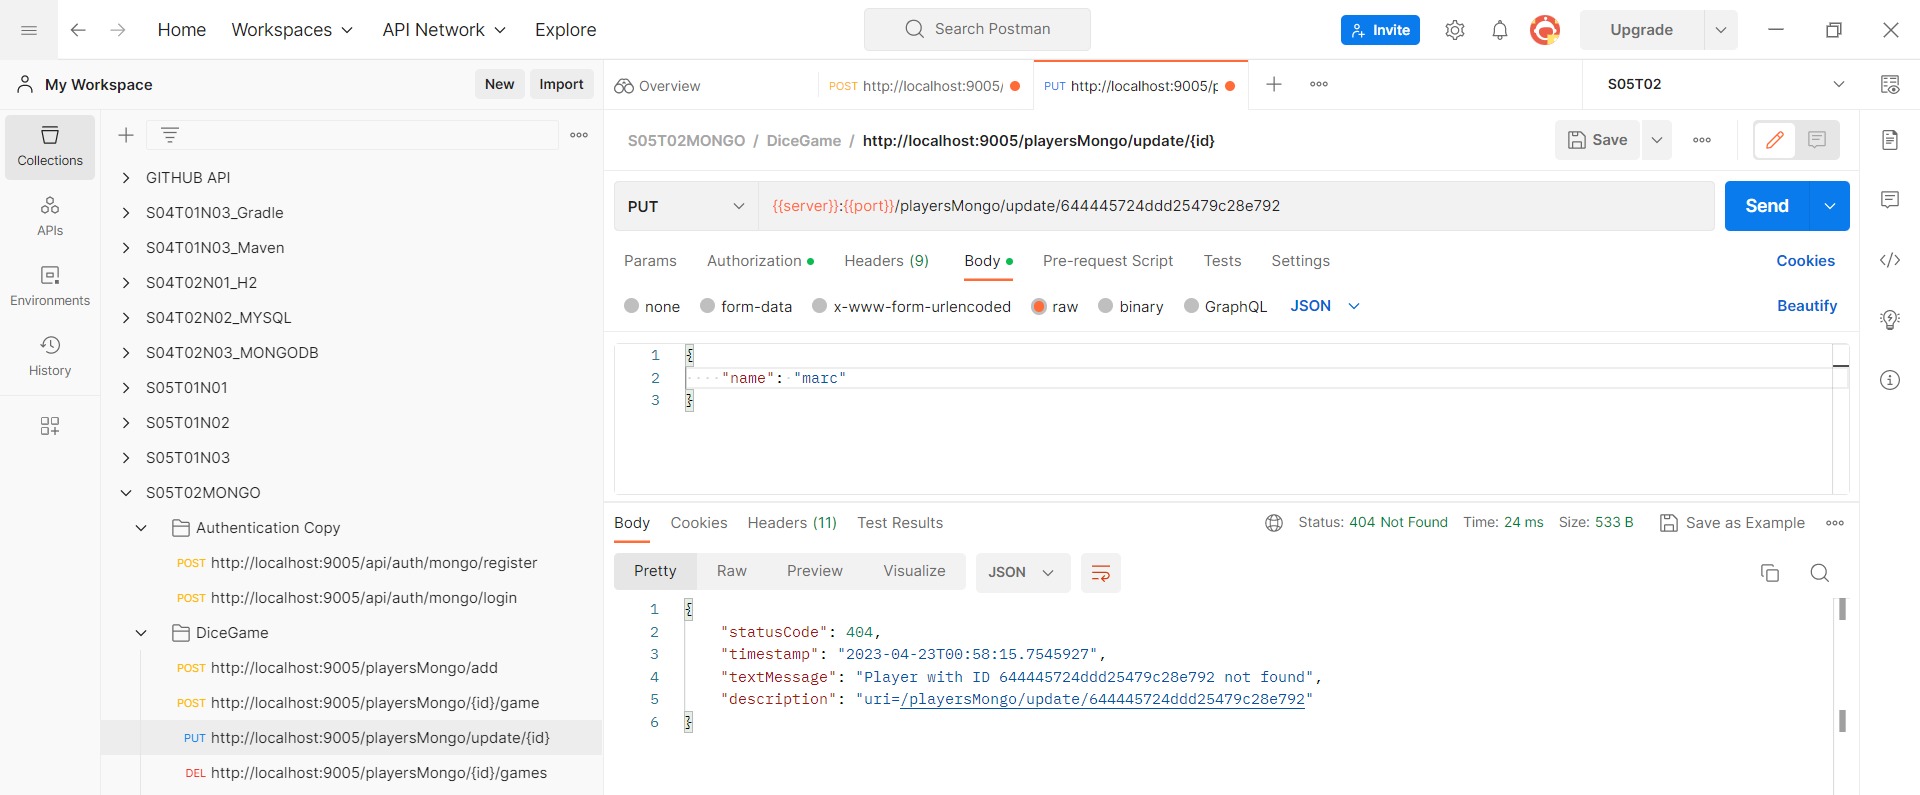 Home Workspaces API Network Explore Search Postman Invite Upgrade
My Workspace New Import
Overview POST http://localhost:9005/ PUT http://localhost:9005/p S05T02
Collections
APIs
Environments
History
GITHUB API
S04T01N03_Gradle
S04T01N03_Maven
S04T02N01_H2
S04T02N02_MYSQL
S04T02N03_MONGODB
S05T01N01
S05T01N02
S05T01N03
S05T02MONGO
Authentication Copy
POST http://localhost:9005/api/auth/mongo/register
POST http://localhost:9005/api/auth/mongo/login
DiceGame
POST http://localhost:9005/playersMongo/add
POST http://localhost:9005/playersMongo/{id}/game
PUT http://localhost:9005/playersMongo/update/{id}
DEL http://localhost:9005/playersMongo/{id}/games
S05T02MONGO / DiceGame / http://localhost:9005/playersMongo/update/{id} Save
PUT {{server}}:{{port}}/playersMongo/update/644445724ddd25479c28e792 Send
Params Authorization Headers (9) Body Pre-request Script Tests Settings Cookies
none form-data x-www-form-urlencoded raw binary GraphQL JSON Beautify
1 {
2 "name": "marc"
3 }
Body Cookies Headers (11) Test Results Status: 404 Not Found Time: 24 ms Size: 533 B Save as Example
Pretty Raw Preview Visualize JSON
1 {
2 "statusCode": 404,
3 "timestamp": "2023-04-23T00:58:15.7545927",
4 "textMessage": "Player with ID 644445724ddd25479c28e792 not found",
5 "description": "uri=/playersMongo/update/644445724ddd25479c28e792"
6 }